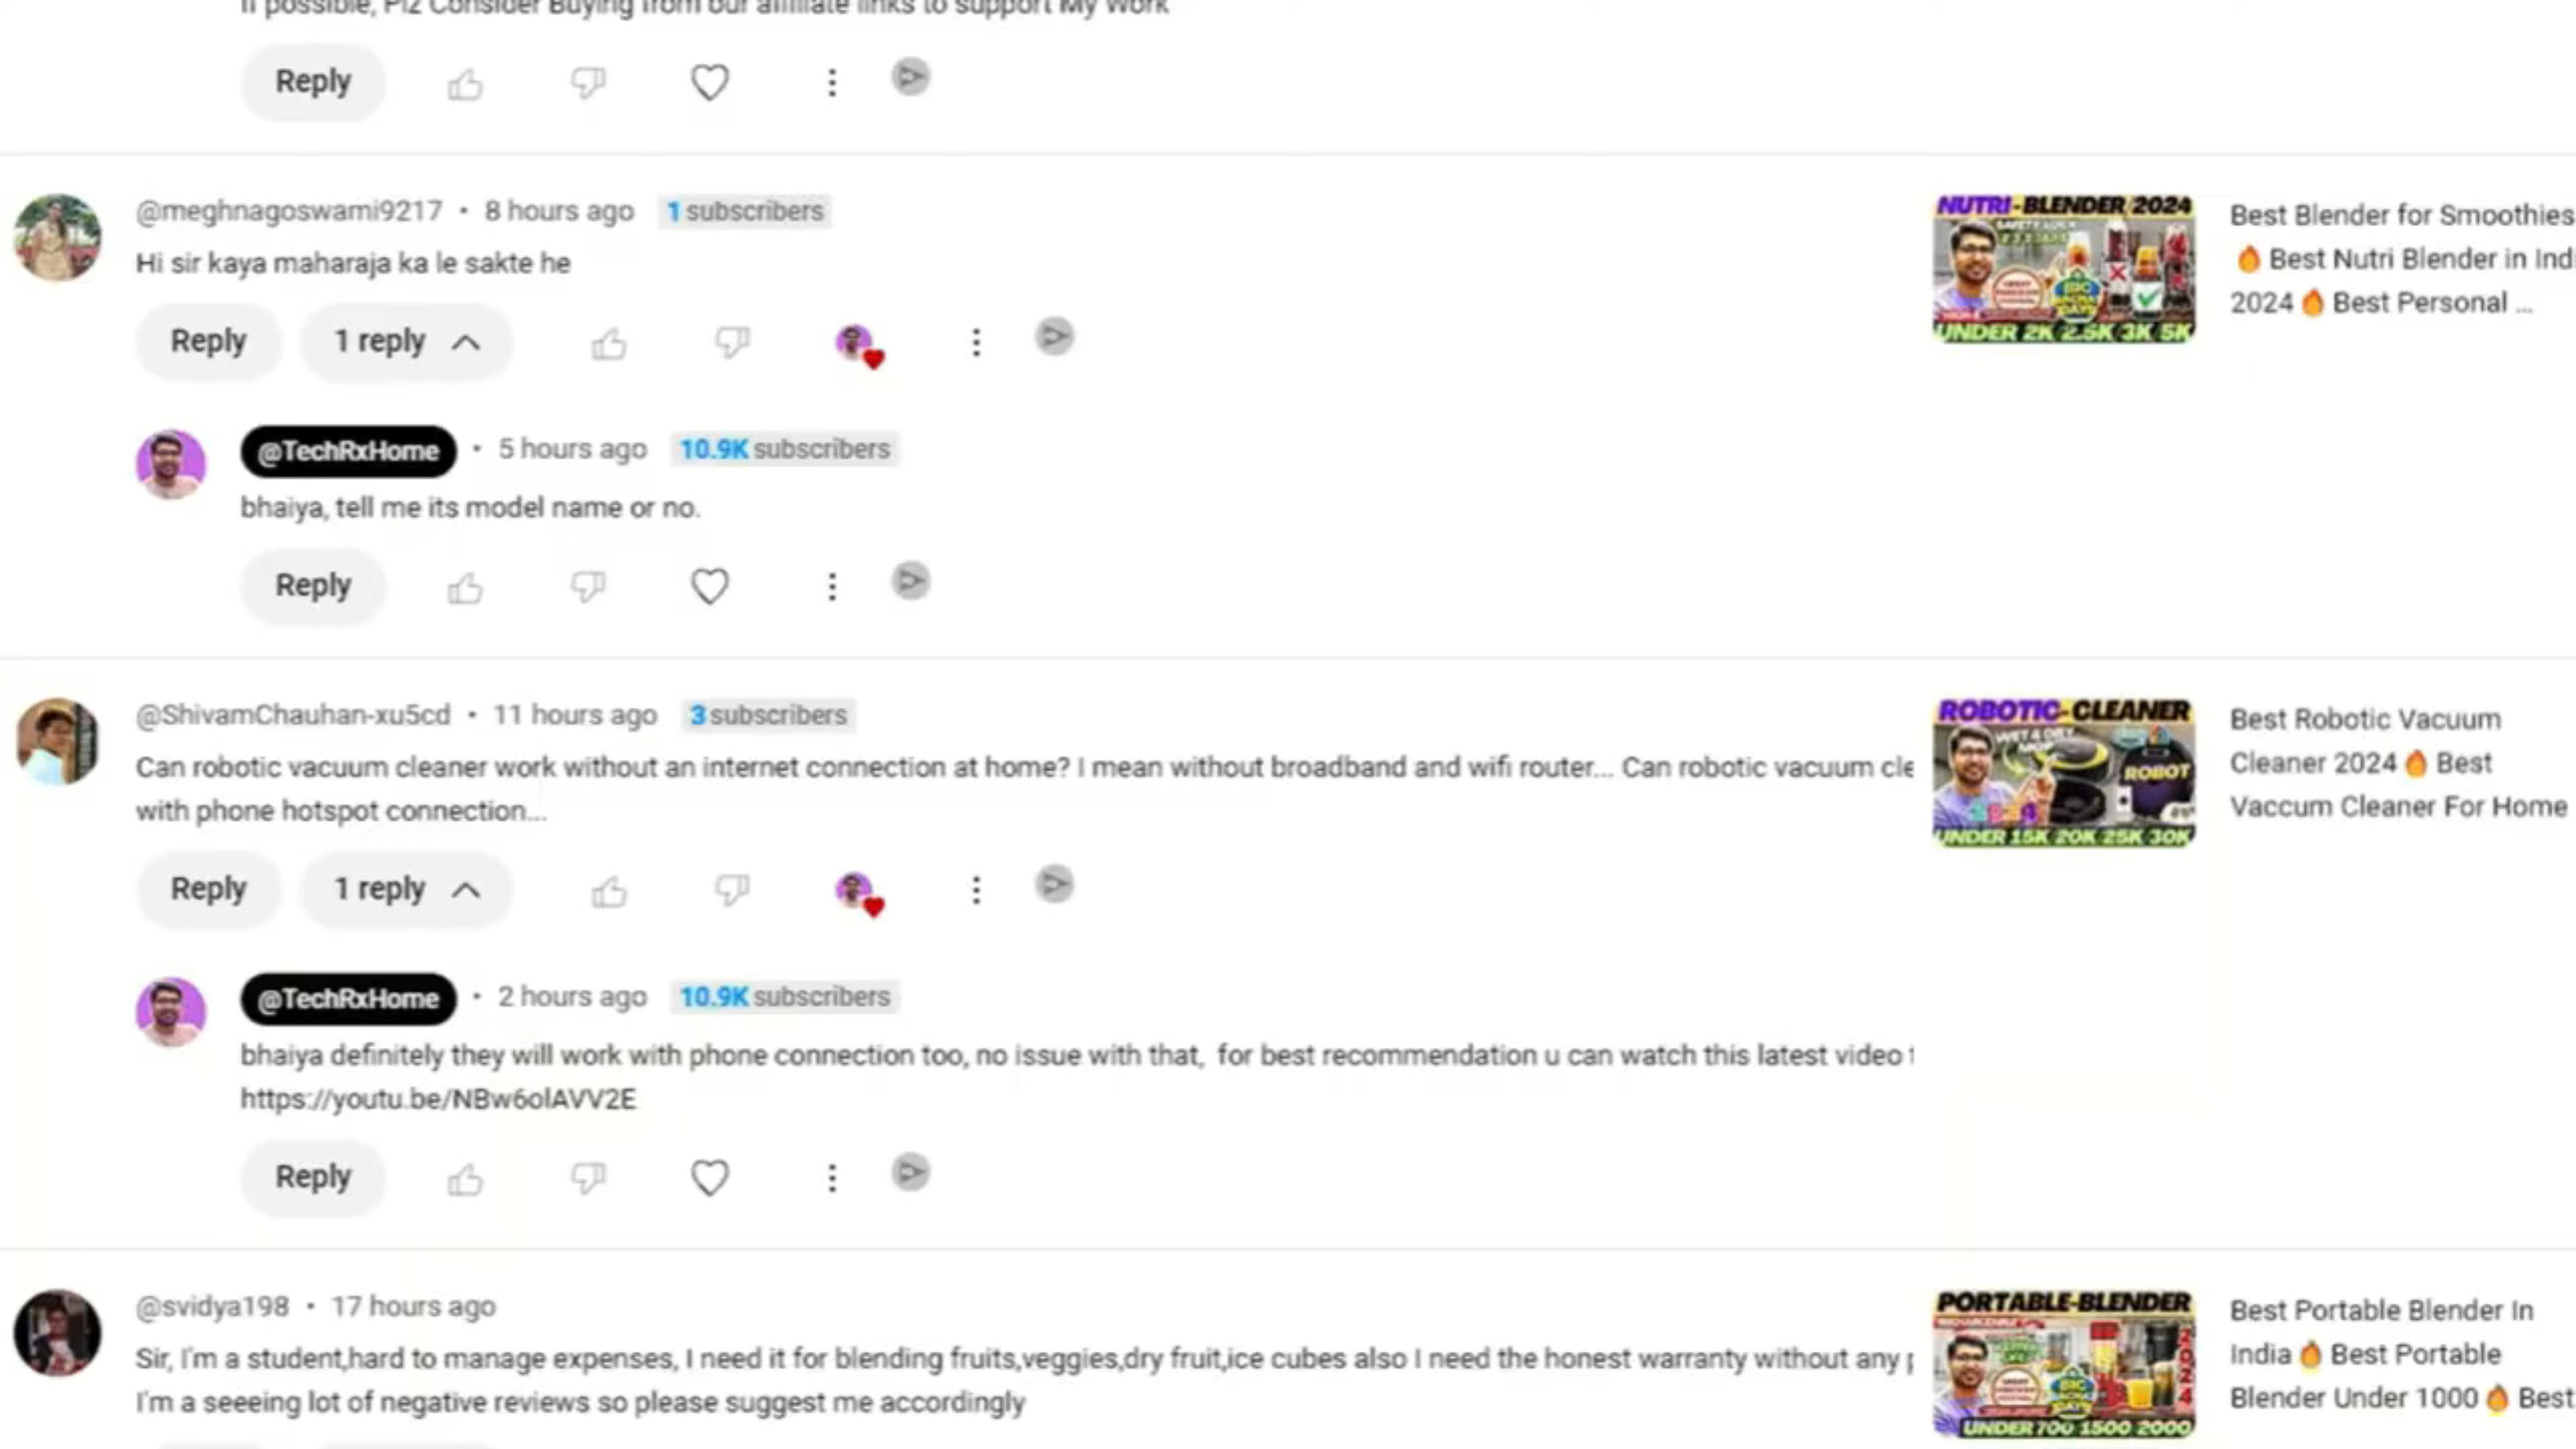 If possible, Plz Consider Buying from our affiliate links to support My Work
Reply
@meghnagoswami9217 • 8 hours ago 1 subscribers
Hi sir kaya maharaja ka le sakte he
Reply 1 reply
NUTRI-BLENDER 2024
UNDER 2K 2.5K 3K 5K
Best Blender for Smoothies
🔥 Best Nutri Blender in Ind
2024 🔥 Best Personal ...
@TechRxHome • 5 hours ago 10.9K subscribers
bhaiya, tell me its model name or no.
Reply
@ShivamChauhan-xu5cd • 11 hours ago 3 subscribers
Can robotic vacuum cleaner work without an internet connection at home? I mean without broadband and wifi router... Can robotic vacuum cle
with phone hotspot connection...
Reply 1 reply
ROBOTIC-CLEANER
ROBOT
UNDER 15K 20K 25K 30K
Best Robotic Vacuum
Cleaner 2024 🔥 Best
Vaccum Cleaner For Home
@TechRxHome • 2 hours ago 10.9K subscribers
bhaiya definitely they will work with phone connection too, no issue with that, for best recommendation u can watch this latest video
https://youtu.be/NBw6olAVV2E
Reply
@svidya198 • 17 hours ago
Sir, I'm a student,hard to manage expenses, I need it for blending fruits,veggies,dry fruit,ice cubes also I need the honest warranty without any
I'm a seeeing lot of negative reviews so please suggest me accordingly
PORTABLE-BLENDER
2024
UNDER 700 1500 2000
Best Portable Blender In
India 🔥 Best Portable
Blender Under 1000 🔥 Best